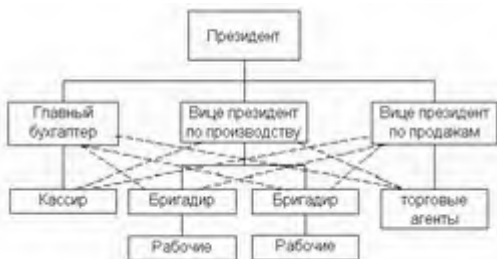 Президент
Главный
бухгалтер
Вице президент
по производству
Вице президент
по продажам
Кассир
Бригадир
Бригадир
торговые
агенты
Рабочие
Рабочие